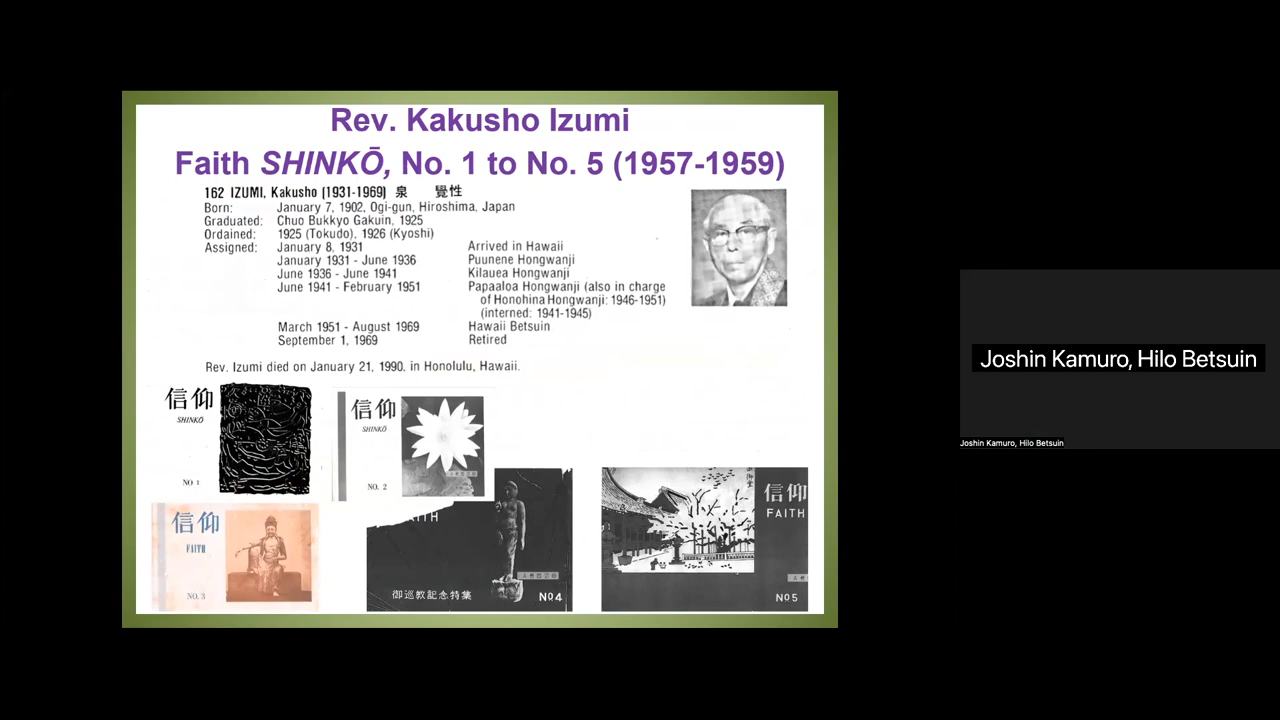 Rev. Kakusho Izumi
Faith SHINKŌ, No. 1 to No. 5 (1957-1959)
162 IZUMI, Kakusho (1931-1969) 泉 覺性
Born: January 7, 1902, Ogi-gun, Hiroshima, Japan
Graduated: Chuo Bukkyo Gakuin, 1925
Ordained: 1925 (Tokudo), 1926 (Kyoshi)
Assigned: January 8, 1931 Arrived in Hawaii
January 1931 - June 1936 Puunene Hongwanji
June 1936 - June 1941 Kilauea Hongwanji
June 1941 - February 1951 Papaaloa Hongwanji (also in charge
of Honohina Hongwanji: 1946-1951)
(interned: 1941-1945)
March 1951 - August 1969 Hawaii Betsuin
September 1, 1969 Retired
Rev. Izumi died on January 21, 1990, in Honolulu, Hawaii.
信仰
SHINKŌ
NO 1
信仰
SHINKŌ
NO. 2
信仰
FAITH
NO. 3
御巡教記念特集
No4
信仰
FAITH
No5
Joshin Kamuro, Hilo Betsuin
Joshin Kamuro, Hilo Betsuin